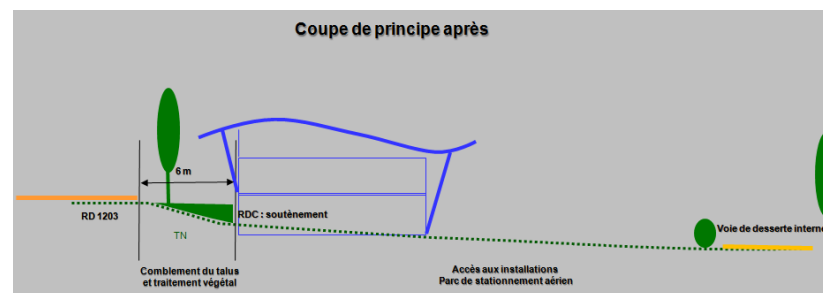 Coupe de principe après
6 m
RD 1203
RDC : soutènement
TN
Voie de desserte interne
Comblement du talus
et traitement végétal
Accès aux installations
Parc de stationnement aérien